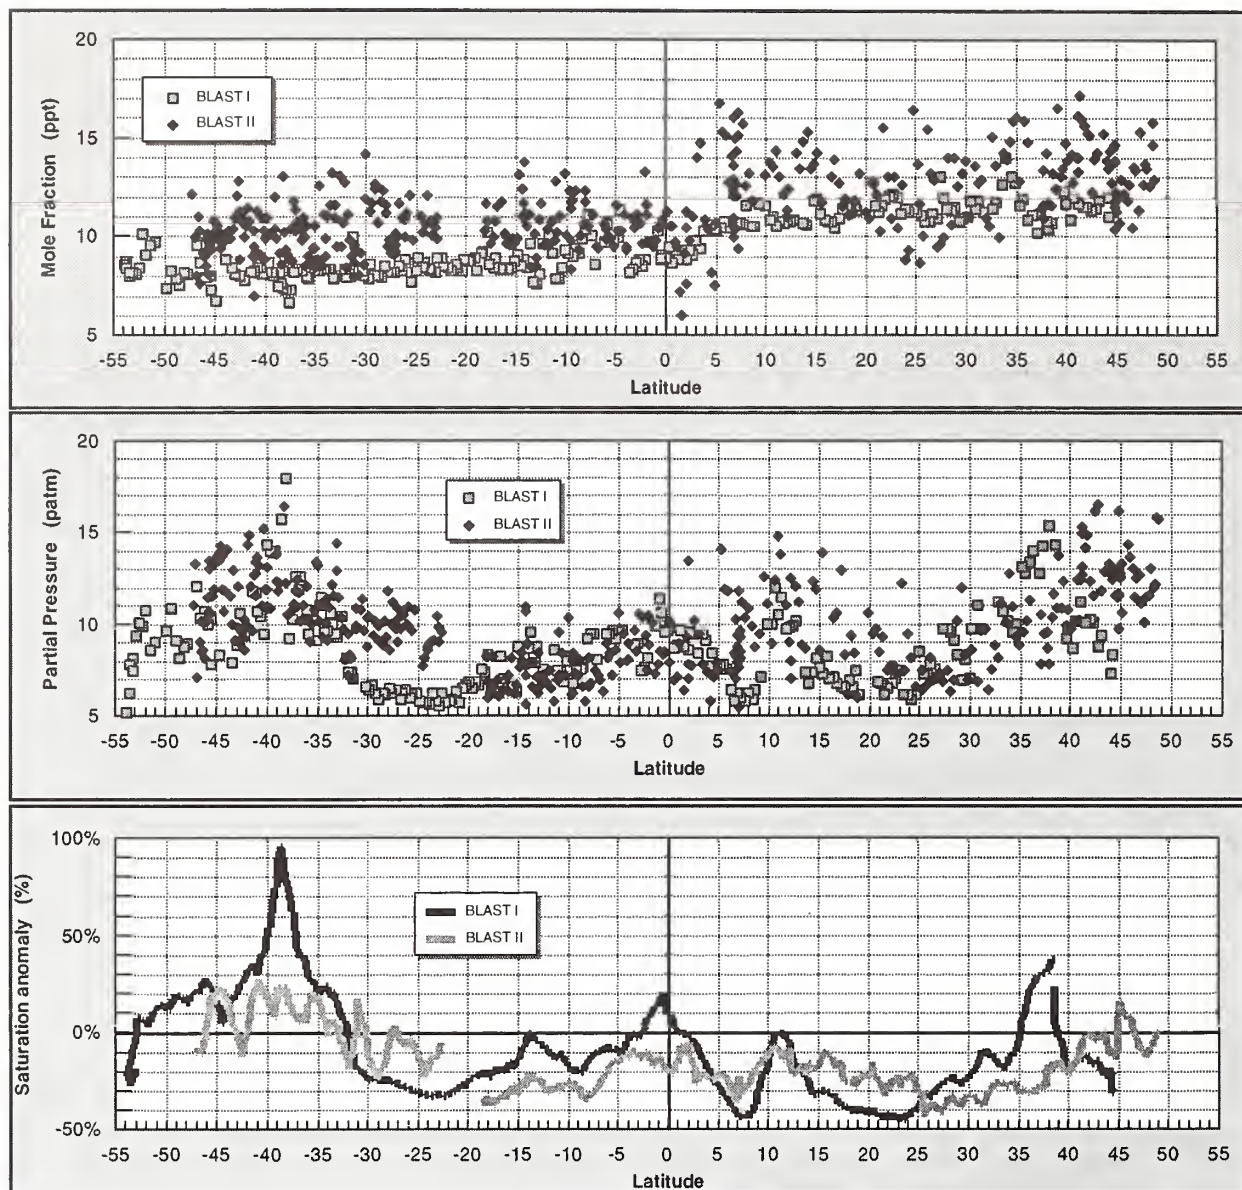 20
15
10
5
Mole Fraction (ppt)
BLAST I
BLAST II
-55 -50 -45 -40 -35 -30 -25 -20 -15 -10 -5 0 5 10 15 20 25 30 35 40 45 50 55
Latitude
20
15
10
5
Partial Pressure (patm)
BLAST I
BLAST II
-55 -50 -45 -40 -35 -30 -25 -20 -15 -10 -5 0 5 10 15 20 25 30 35 40 45 50 55
Latitude
100%
50%
0%
-50%
Saturation anomaly (%)
BLAST I
BLAST II
-55 -50 -45 -40 -35 -30 -25 -20 -15 -10 -5 0 5 10 15 20 25 30 35 40 45 50 55
Latitude